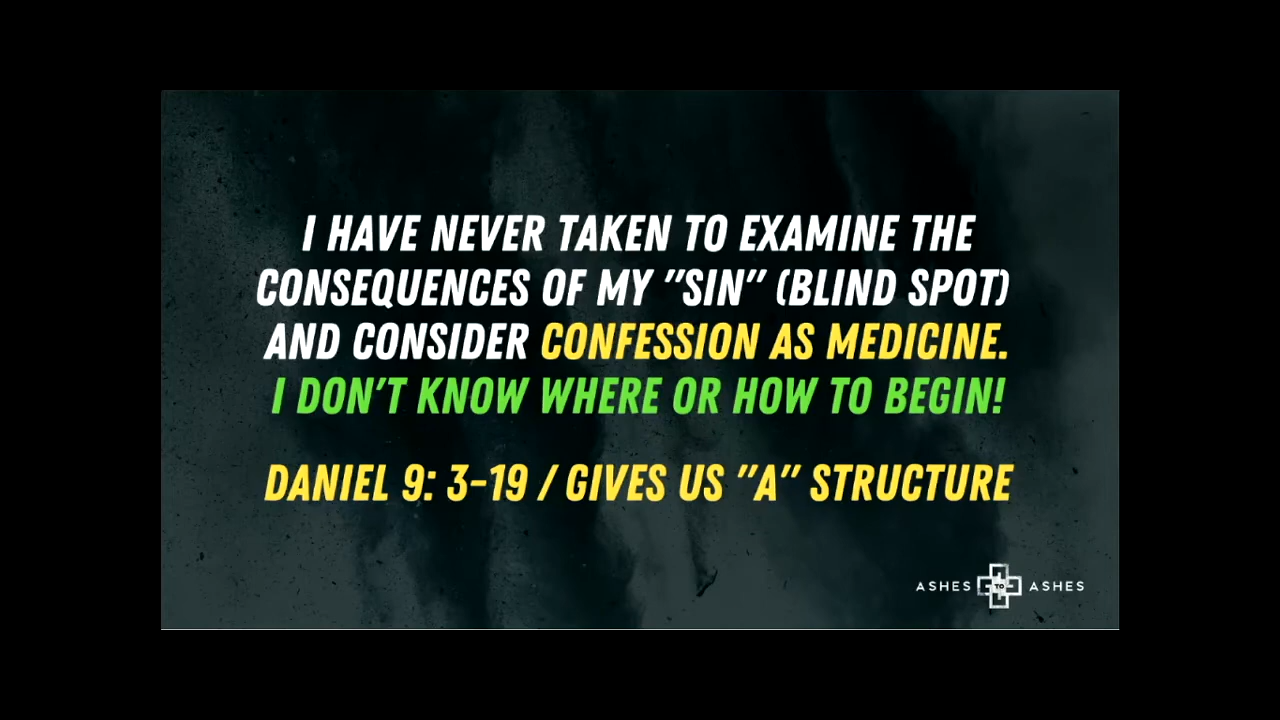 I HAVE NEVER TAKEN TO EXAMINE THE
CONSEQUENCES OF MY "SIN" (BLIND SPOT)
AND CONSIDER CONFESSION AS MEDICINE.
I DON'T KNOW WHERE OR HOW TO BEGIN!
DANIEL 9: 3-19 / GIVES US "A" STRUCTURE
ASHES TO ASHES